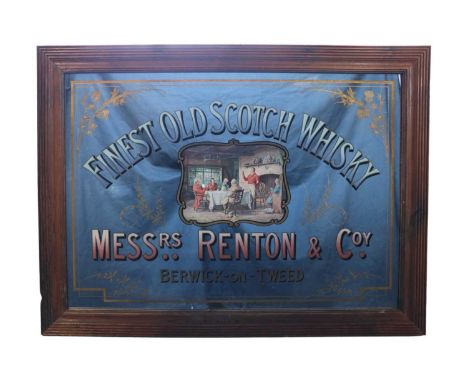 FINEST OLD SCOTCH WHISKY
MESSRS. RENTON & COY.
BERWICK-ON-TWEED